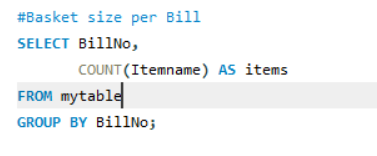 #Basket size per Bill
SELECT BillNo,
COUNT(Itemname) AS items
FROM mytable
GROUP BY BillNo;